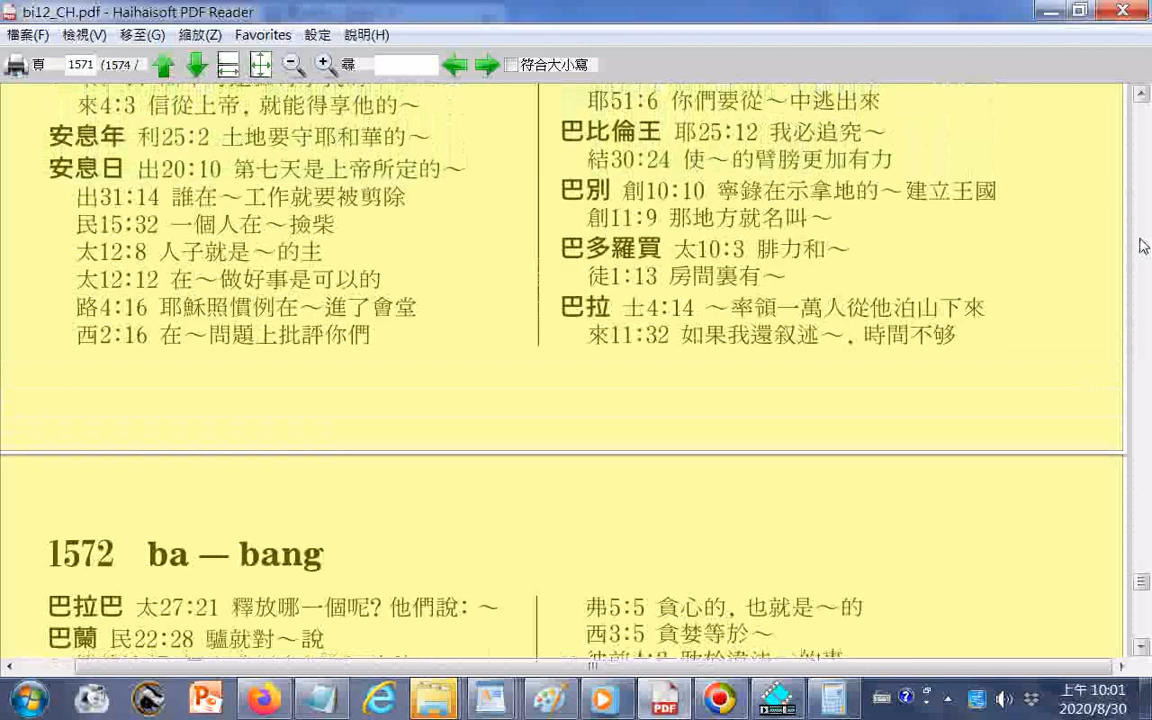 bi12_CH.pdf - Haihaisoft PDF Reader
檔案(F) 檢視(V) 移至(G) 縮放(Z) Favorites 設定 說明(H)
頁 1571 (1574 / 尋 符合大小寫
來4:3 信從上帝, 就能得享他的～
安息年 利25:2 土地要守耶和華的～
安息日 出20:10 第七天是上帝所定的～
出31:14 誰在～工作就要被剪除
民15:32 一個人在～撿柴
太12:8 人子就是～的主
太12:12 在～做好事是可以的
路4:16 耶穌照慣例在～進了會堂
西2:16 在～問題上批評你們
耶51:6 你們要從～中逃出來
巴比倫王 耶25:12 我必追究～
結30:24 使～的臂膀更加有力
巴別 創10:10 寧錄在示拿地的～建立王國
創11:9 那地方就名叫～
巴多羅買 太10:3 腓力和～
徒1:13 房間裏有～
巴拉 士4:14 ～率領一萬人從他泊山下來
來11:32 如果我還叙述～, 時間不够
1572 ba — bang
巴拉巴 太27:21 釋放哪一個呢? 他們說: ～
巴蘭 民22:28 驢就對～說
弗5:5 貪心的, 也就是～的
西3:5 貪婪等於～
上午 10:01
2020/8/30